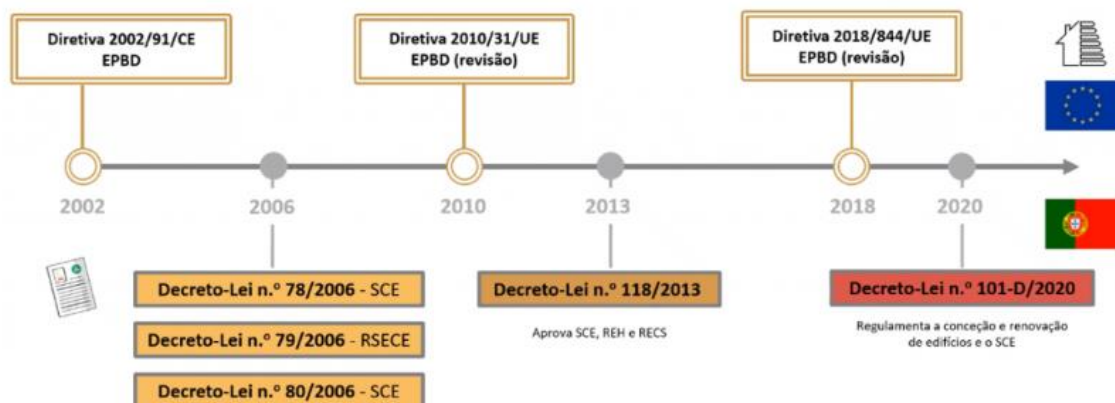 Diretiva 2002/91/CE
EPBD
Diretiva 2010/31/UE
EPBD (revisão)
Diretiva 2018/844/UE
EPBD (revisão)
2002
2006
2010
2013
2018
2020
Decreto-Lei n.º 78/2006 - SCE
Decreto-Lei n.º 79/2006 - RSECE
Decreto-Lei n.º 80/2006 - SCE
Decreto-Lei n.º 118/2013
Aprova SCE, REH e RECS
Decreto-Lei n.º 101-D/2020
Regulamenta a conceção e renovação
de edifícios e o SCE